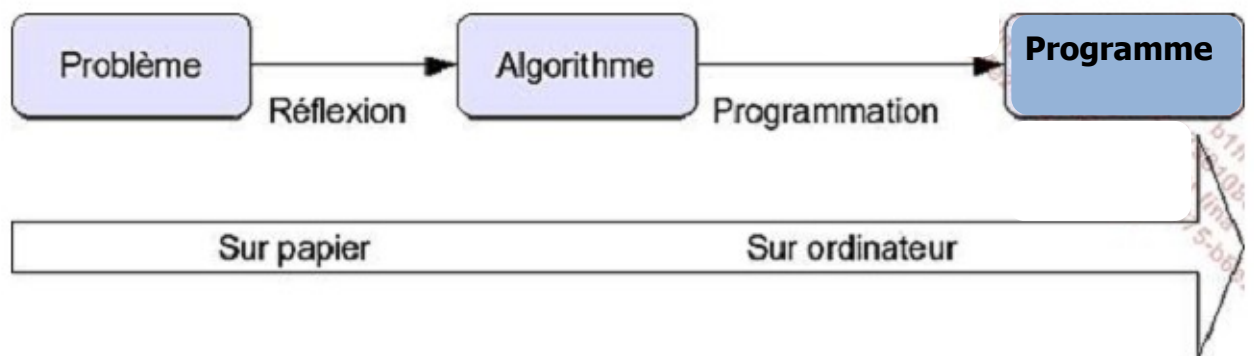 Problème
Algorithme
Programme
Réflexion
Programmation
Sur papier
Sur ordinateur